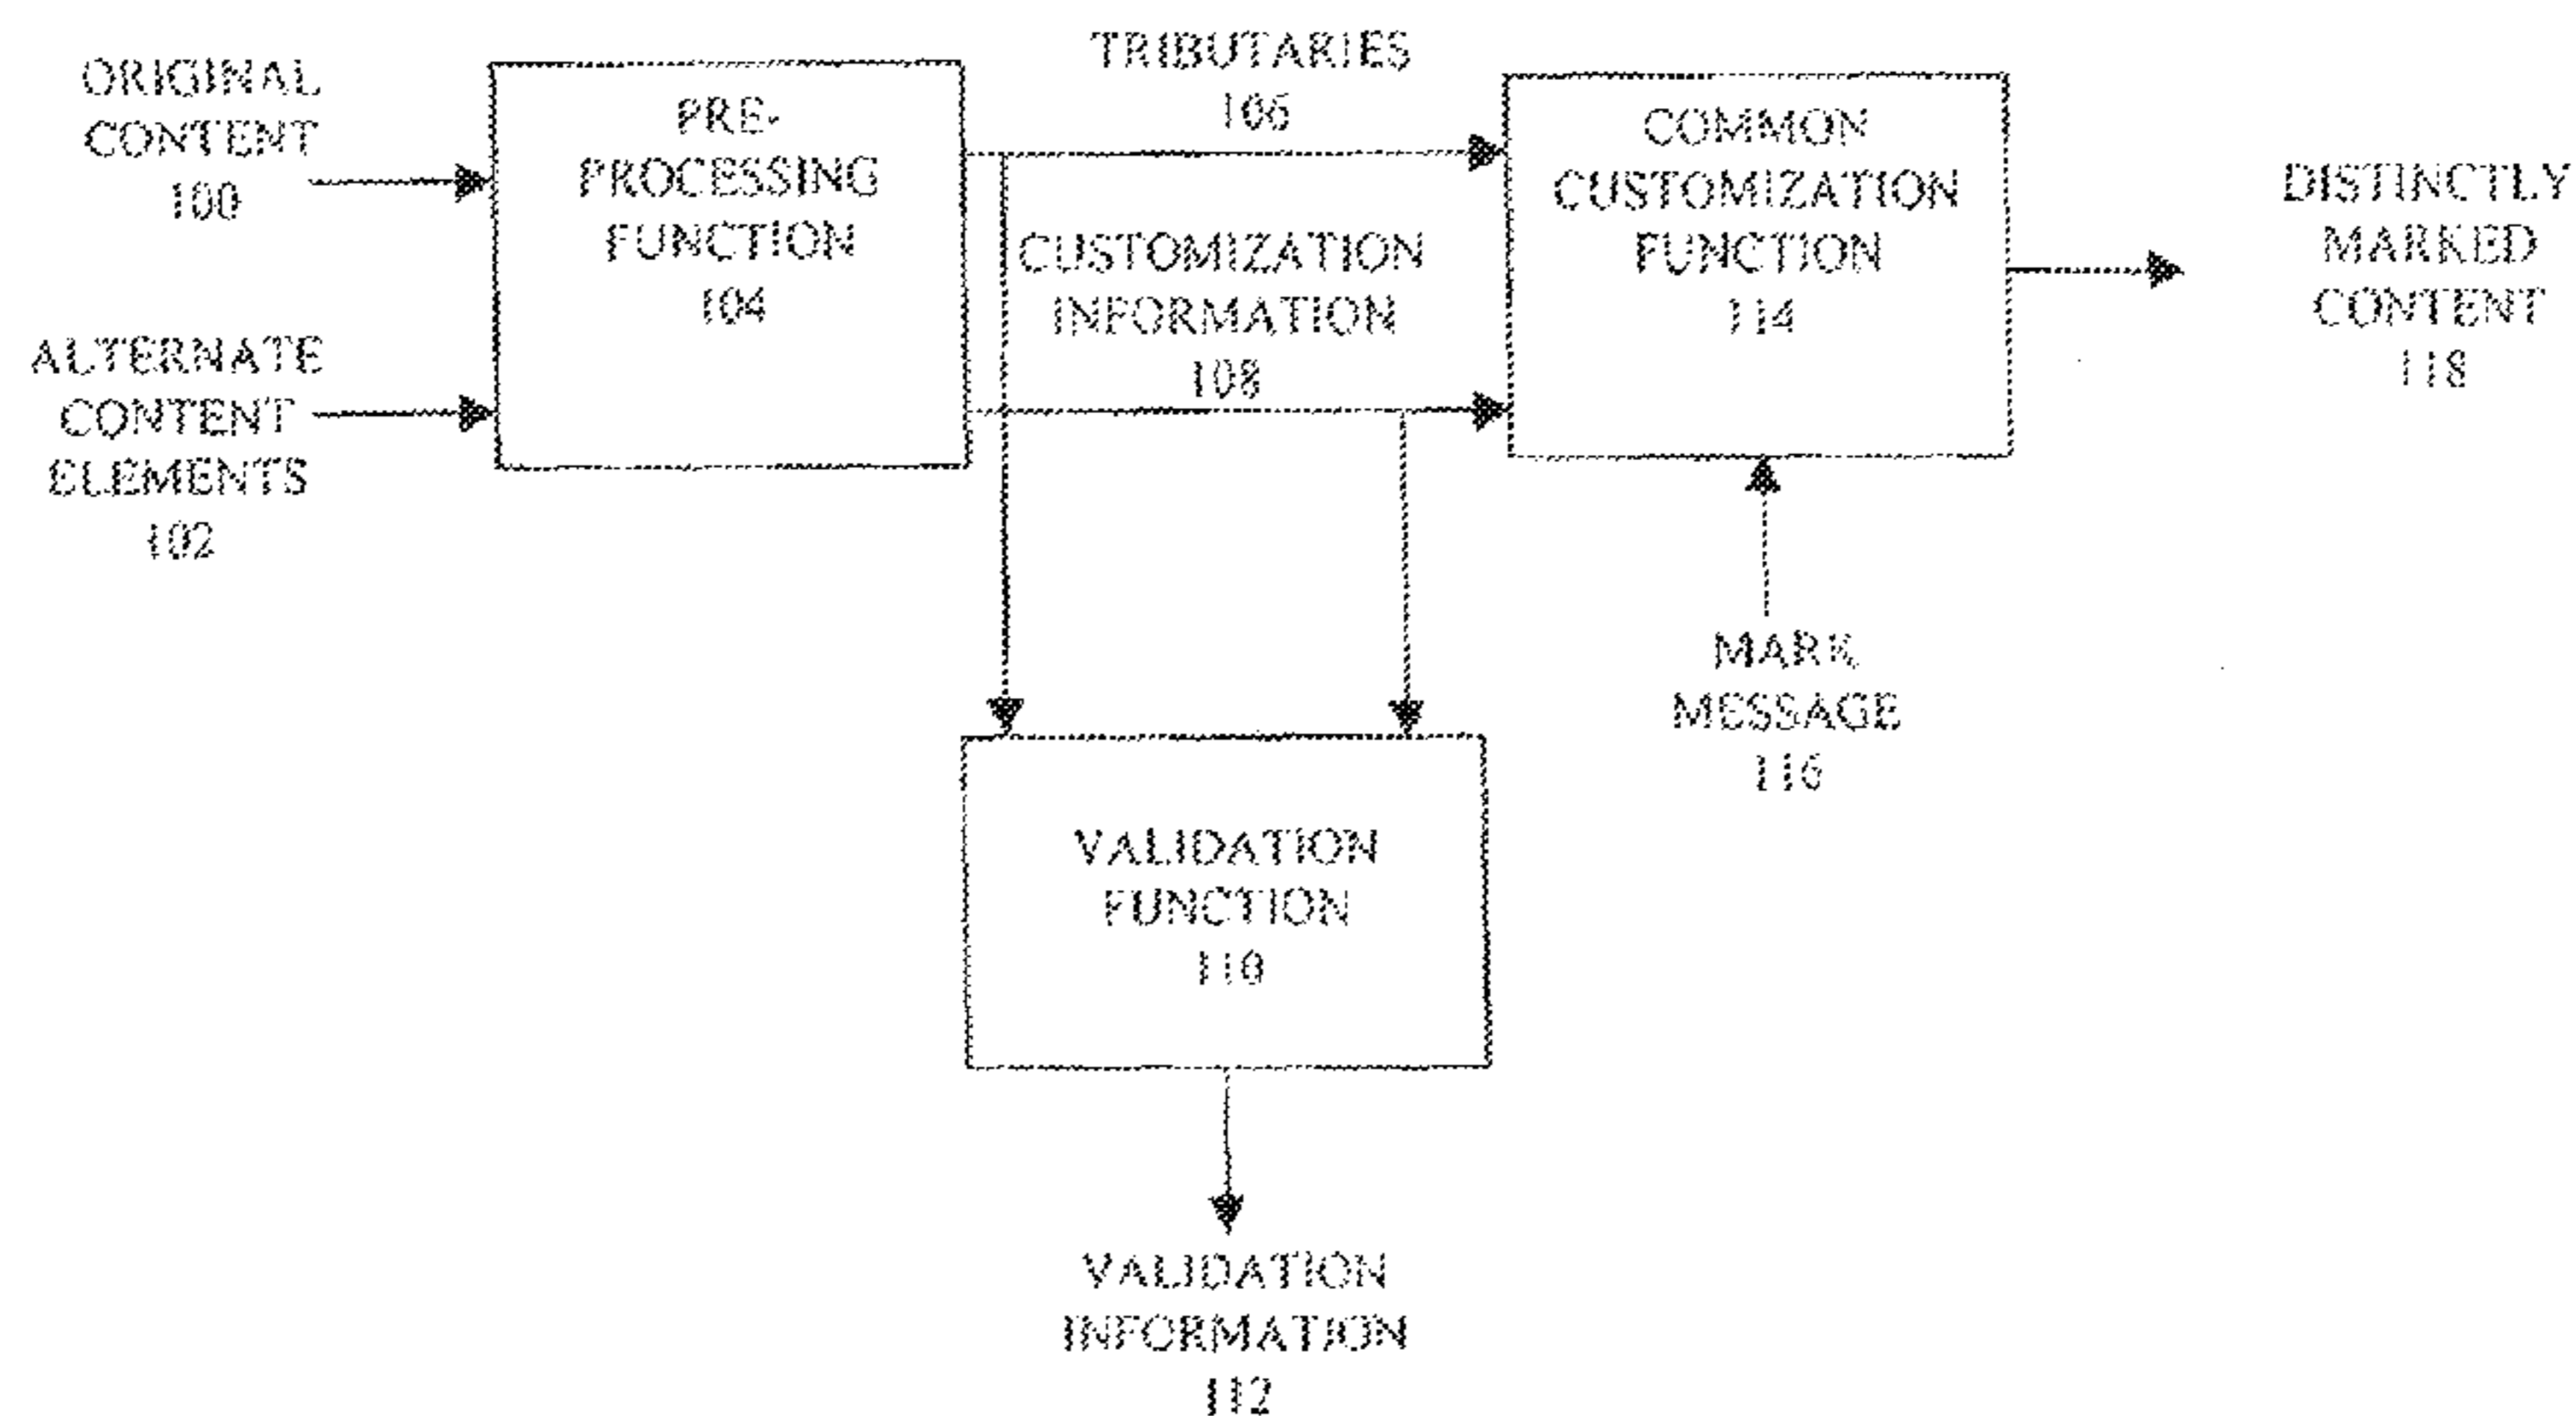 ORIGINAL
CONTENT
100
ALTERNATE
CONTENT
ELEMENTS
102
PRE-
PROCESSING
FUNCTION
104
TRIBUTARIES
106
CUSTOMIZATION
INFORMATION
108
COMMON
CUSTOMIZATION
FUNCTION
114
DISTINCTLY
MARKED
CONTENT
118
MARK
MESSAGE
116
VALIDATION
FUNCTION
110
VALIDATION
INFORMATION
112